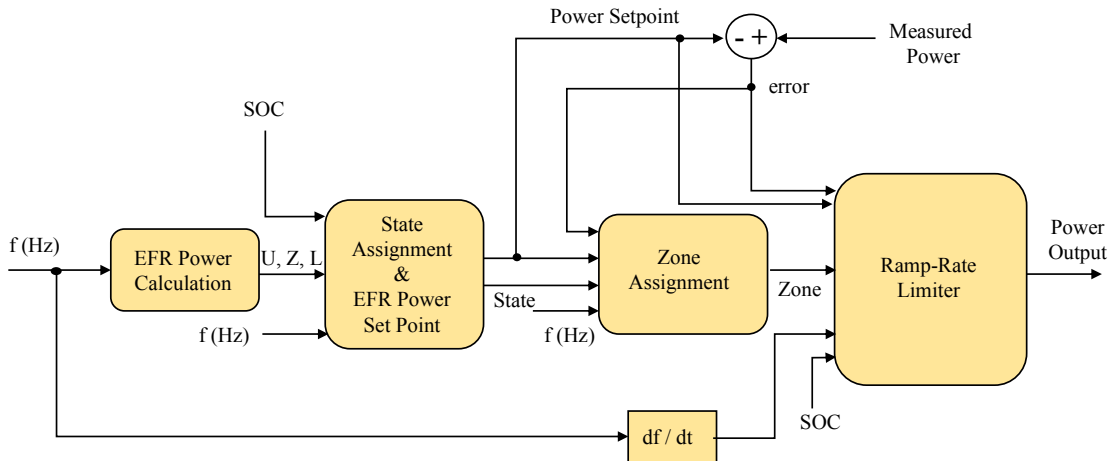 Power Setpoint
- +
Measured
Power
error
SOC
f (Hz)
EFR Power
Calculation
U, Z, L
State
Assignment
&
EFR Power
Set Point
f (Hz)
State
f (Hz)
Zone
Assignment
Zone
Ramp-Rate
Limiter
Power
Output
SOC
df / dt